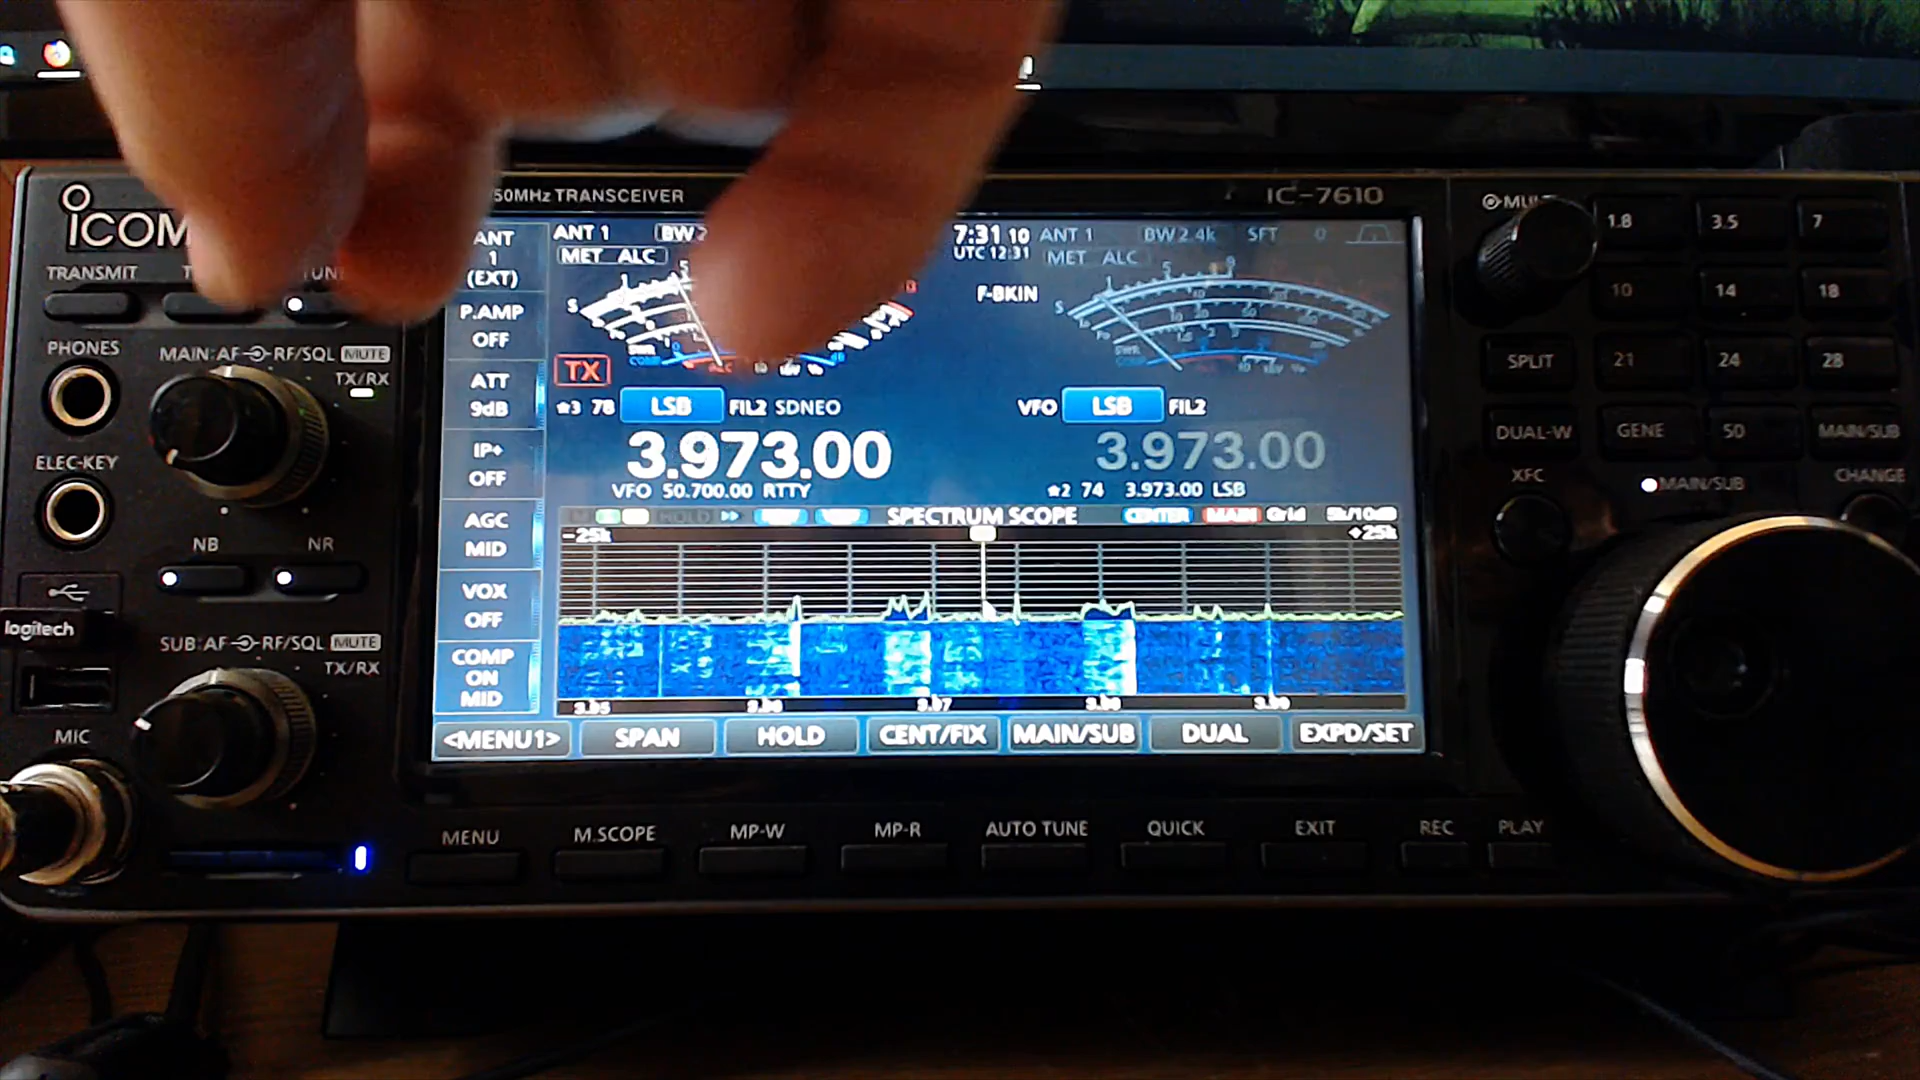 50MHz TRANSCEIVER
IC-7610
ICOM
TRANSMIT
PHONES
MAIN: AF RF/SQL MUTE
TX/RX
ELEC-KEY
NB NR
logitech
SUB: AF RF/SQL MUTE
TX/RX
MIC
ANT
1
(EXT)
P.AMP
OFF
ATT
9dB
IP+
OFF
AGC
MID
VOX
OFF
COMP
ON
MID
ANT 1
MET ALC
7:31 10
UTC 12:31
ANT 1 BW 2.4k SFT 0
MET ALC
F-BKIN
TX
★3 78 LSB FIL2 SDNEO
3.973.00
VFO 50.700.00 RTTY
VFO LSB FIL2
3.973.00
★2 74 3.973.00 LSB
HOLD
SPECTRUM SCOPE
CENTER MAIN Grid 5k/10dB
-25k +25k
<MENU1> SPAN HOLD CENT/FIX MAIN/SUB DUAL EXPD/SET
MENU M.SCOPE MP-W MP-R AUTO TUNE QUICK EXIT REC PLAY
1.8 3.5 7
10 14 18
SPLIT 21 24 28
DUAL-W GENE 50 MAIN/SUB
XFC MAIN/SUB CHANGE